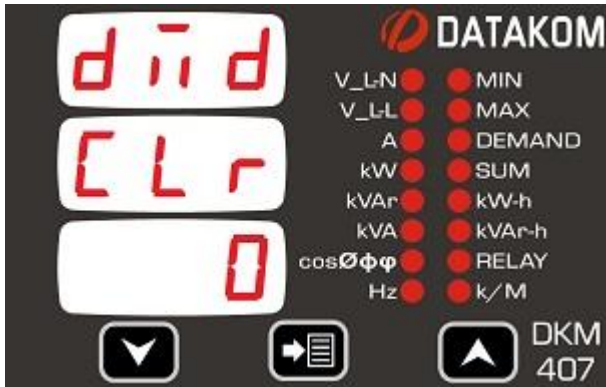 DATAKOM
dmd
CLr
0
V_L-N MIN
V_L-L MAX
A DEMAND
kW SUM
kVAr kW-h
kVA kVAr-h
cosØфφ RELAY
Hz k/M
DKM
407